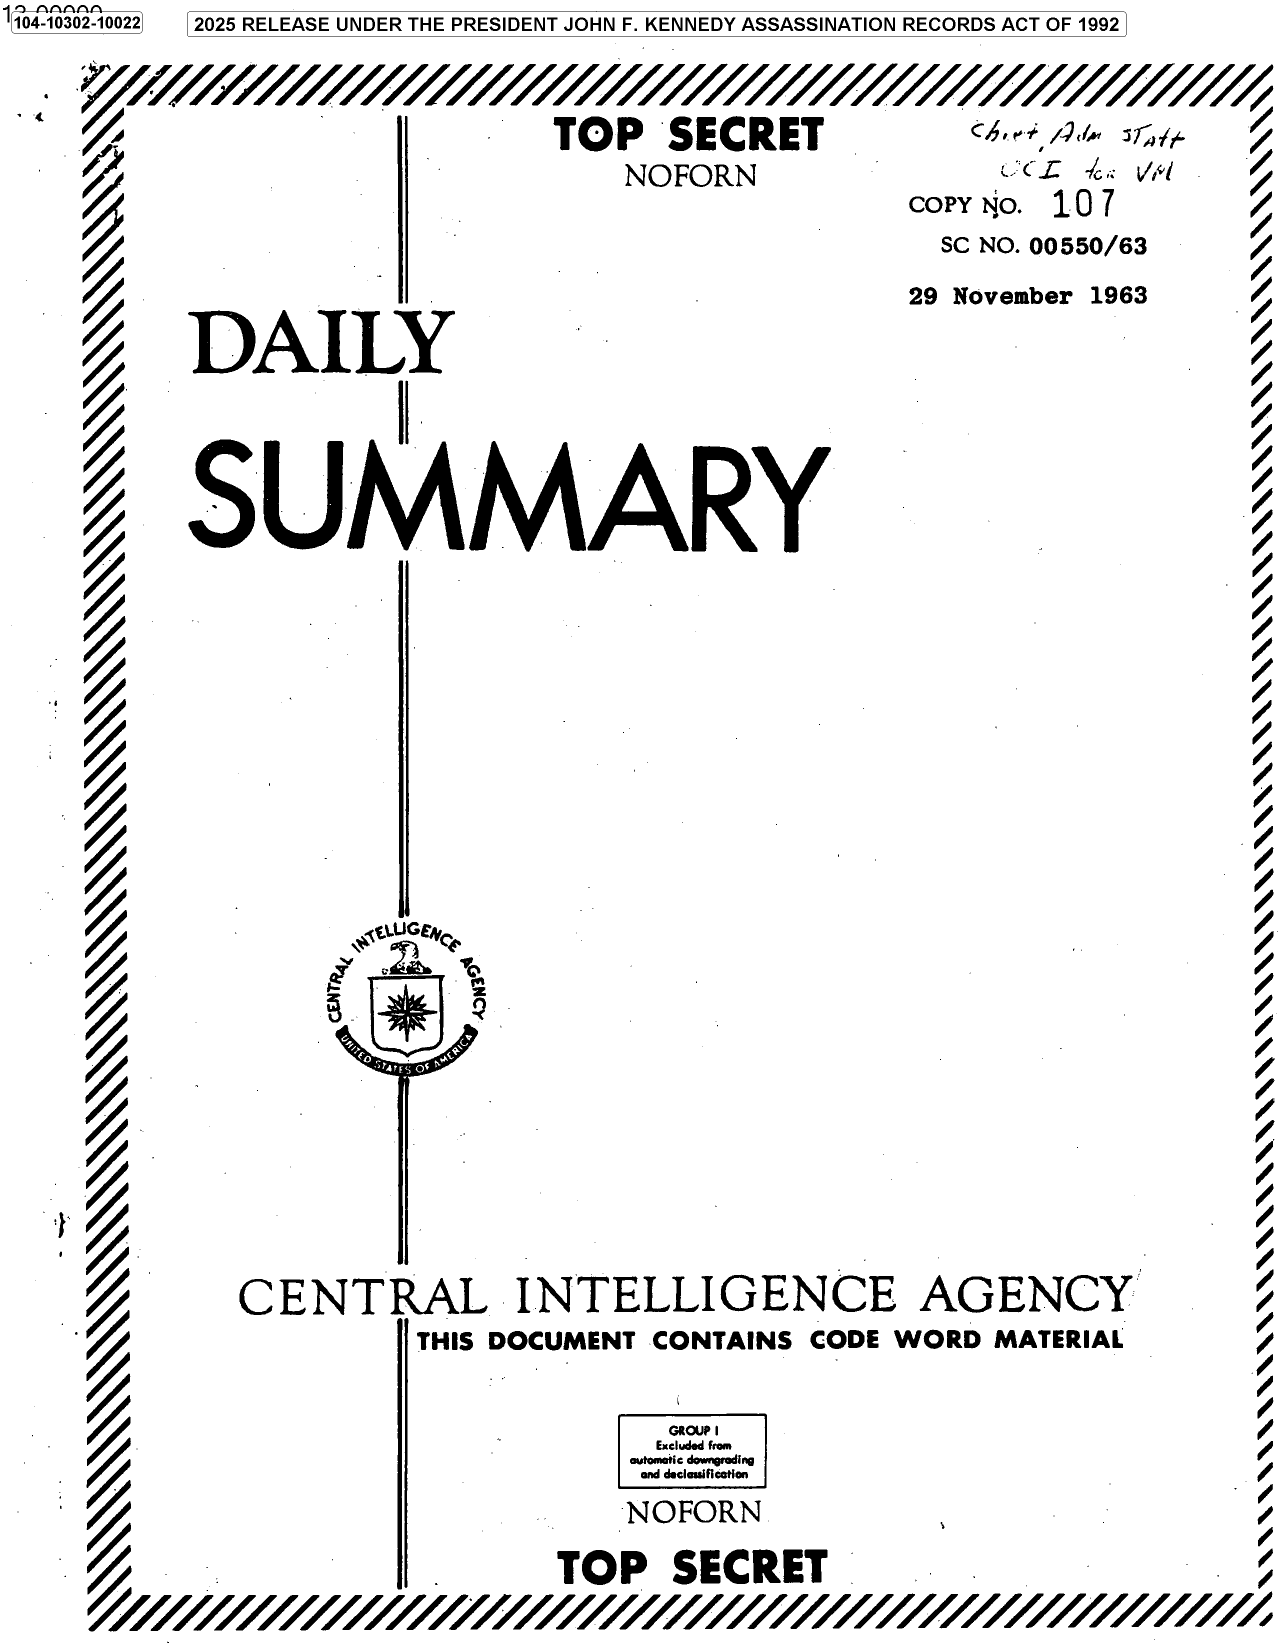 104-10302-10022
2025 RELEASE UNDER THE PRESIDENT JOHN F. KENNEDY ASSASSINATION RECORDS ACT OF 1992
TOP SECRET
NOFORN
Adm Staff
OCI for VM
COPY NO. 107
SC NO. 00550/63
29 November 1963
DAILY
SUMMARY
CENTRAL INTELLIGENCE AGENCY
UNITED STATES OF AMERICA
CENTRAL INTELLIGENCE AGENCY
THIS DOCUMENT CONTAINS CODE WORD MATERIAL
GROUP I
Excluded from
automatic downgrading
and declassification
NOFORN
TOP SECRET